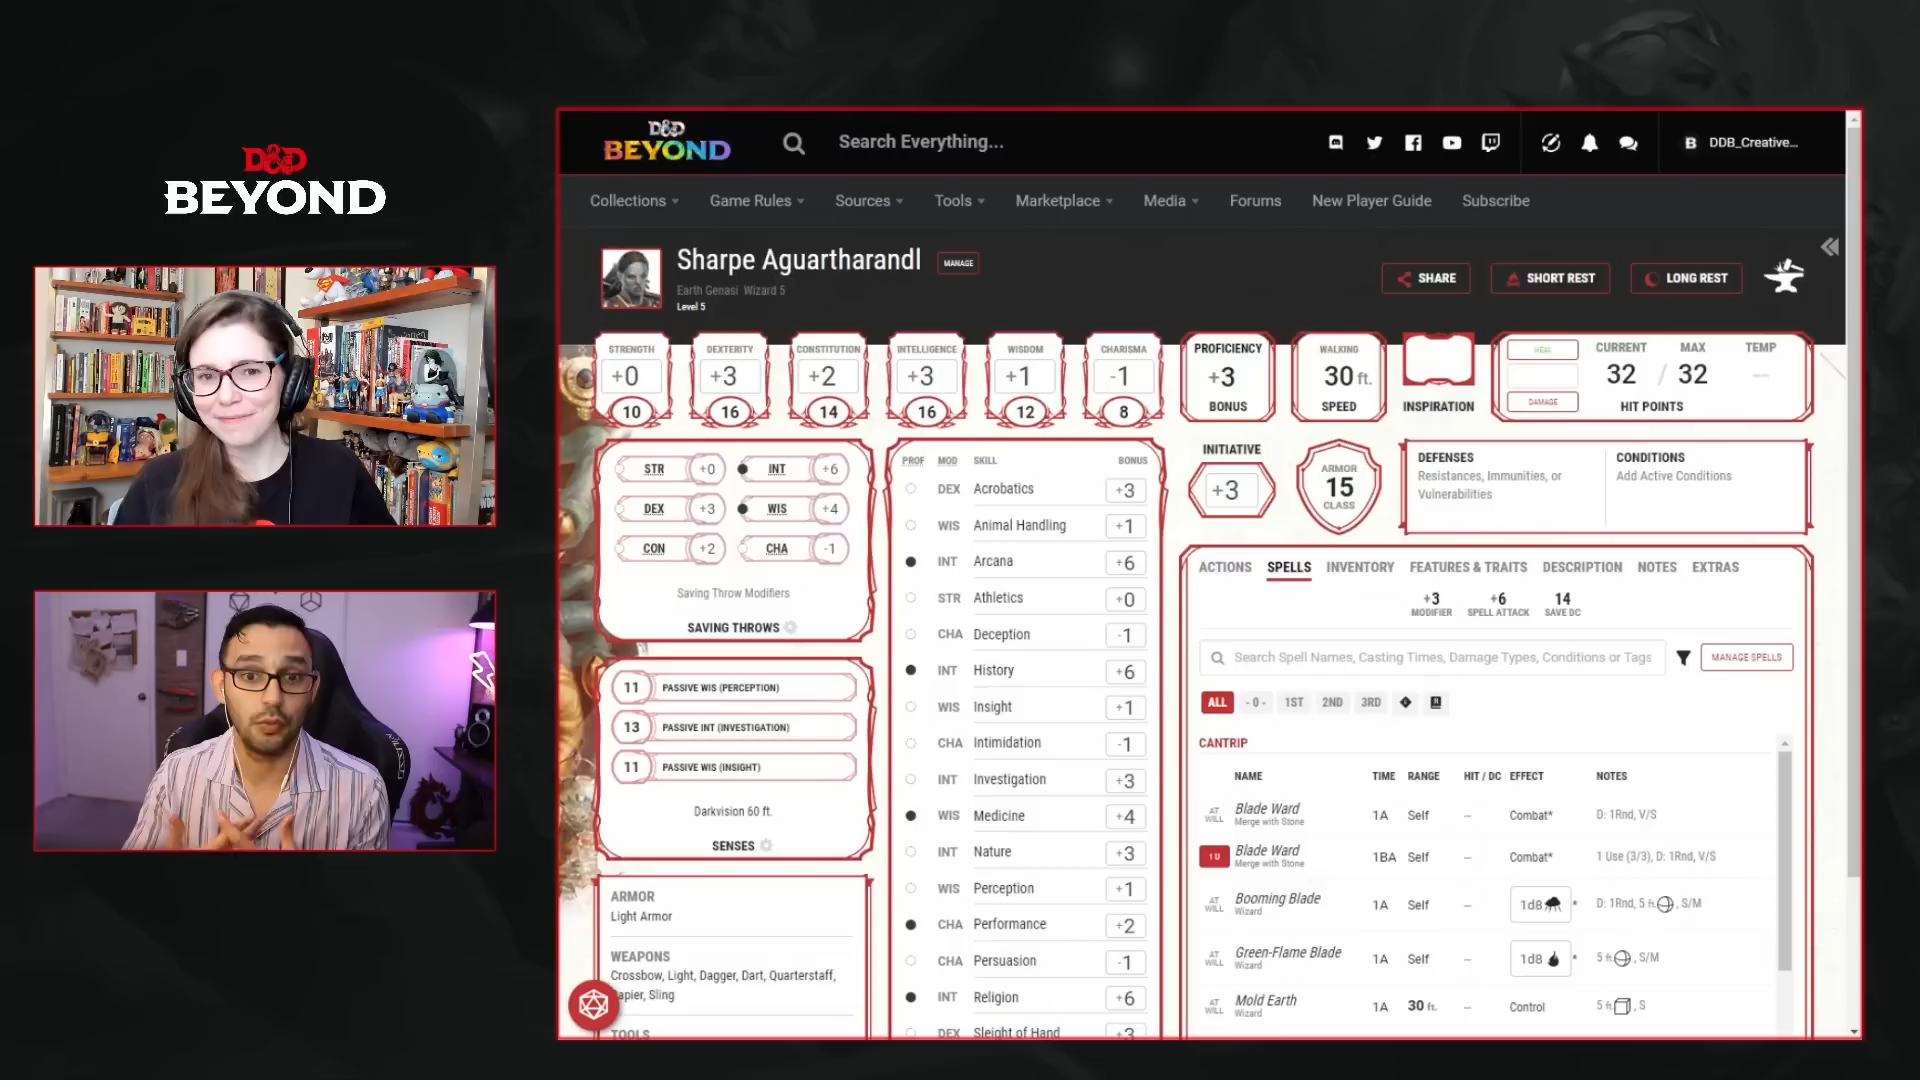 D&D
BEYOND
D&D
BEYOND
Search Everything...
B DDB_Creative...
Collections
Game Rules
Sources
Tools
Marketplace
Media
Forums
New Player Guide
Subscribe
Sharpe Aguartharandl
MANAGE
Earth Genasi Wizard 5
Level 5
SHARE
SHORT REST
LONG REST
STRENGTH
+0
10
DEXTERITY
+3
16
CONSTITUTION
+2
14
INTELLIGENCE
+3
16
WISDOM
+1
12
CHARISMA
-1
8
PROFICIENCY
+3
BONUS
WALKING
30 ft.
SPEED
INSPIRATION
HEAL
DAMAGE
CURRENT MAX TEMP
32 / 32 --
HIT POINTS
STR +0
INT +6
DEX +3
WIS +4
CON +2
CHA -1
Saving Throw Modifiers
SAVING THROWS
11 PASSIVE WIS (PERCEPTION)
13 PASSIVE INT (INVESTIGATION)
11 PASSIVE WIS (INSIGHT)
Darkvision 60 ft.
SENSES
ARMOR
Light Armor
WEAPONS
Crossbow, Light, Dagger, Dart, Quarterstaff,
apier, Sling
TOOLS
PROF MOD SKILL BONUS
DEX Acrobatics +3
WIS Animal Handling +1
INT Arcana +6
STR Athletics +0
CHA Deception -1
INT History +6
WIS Insight +1
CHA Intimidation -1
INT Investigation +3
WIS Medicine +4
INT Nature +3
WIS Perception +1
CHA Performance +2
CHA Persuasion -1
INT Religion +6
DEX Sleight of Hand +3
INITIATIVE
+3
ARMOR
15
CLASS
DEFENSES
Resistances, Immunities, or
Vulnerabilities
CONDITIONS
Add Active Conditions
ACTIONS SPELLS INVENTORY FEATURES & TRAITS DESCRIPTION NOTES EXTRAS
+3 +6 14
MODIFIER SPELL ATTACK SAVE DC
Search Spell Names, Casting Times, Damage Types, Conditions or Tags
MANAGE SPELLS
ALL - 0 - 1ST 2ND 3RD
CANTRIP
NAME TIME RANGE HIT / DC EFFECT NOTES
AT WILL Blade Ward 1A Self -- Combat* D: 1Rnd, V/S
Merge with Stone
1U Blade Ward 1BA Self -- Combat* 1 Use (3/3), D: 1Rnd, V/S
Merge with Stone
AT WILL Booming Blade 1A Self -- 1d8 * D: 1Rnd, 5 ft. , S/M
Wizard
AT WILL Green-Flame Blade 1A Self -- 1d8 * 5 ft. , S/M
Wizard
AT WILL Mold Earth 1A 30 ft. -- Control 5 ft. , S
Wizard